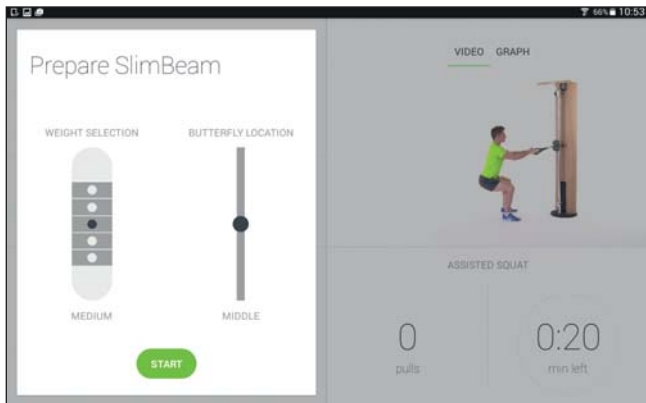 66% 10:53
Prepare SlimBeam
WEIGHT SELECTION
BUTTERFLY LOCATION
MEDIUM
MIDDLE
START
VIDEO GRAPH
ASSISTED SQUAT
0
pulls
0:20
min left